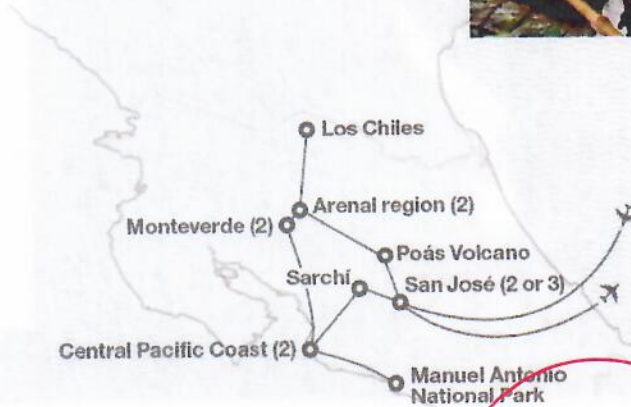 Los Chiles
Arenal region (2)
Monteverde (2)
Poás Volcano
Sarchí
San José (2 or 3)
Central Pacific Coast (2)
Manuel Antonio
National Park